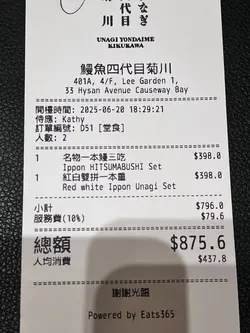 なぎ
代目
川
UNAGI YONDAIME
KIKUKAWA
鰻魚四代目菊川
401A, 4/F, Lee Garden 1,
33 Hysan Avenue Causeway Bay
開檯時間: 2025-06-20 18:29:21
侍應: Kathy
訂單編號: D51 [堂食]
人數: 2
1 名物一本鰻三吃 $398.0
Ippon HITSUMABUSHI Set
1 紅白雙拼一本重 $398.0
Red white Ippon Unagi Set
小計 $796.0
服務費(10%) $79.6
總額 $875.6
人均消費 $437.8
謝謝光臨
Powered by Eats365